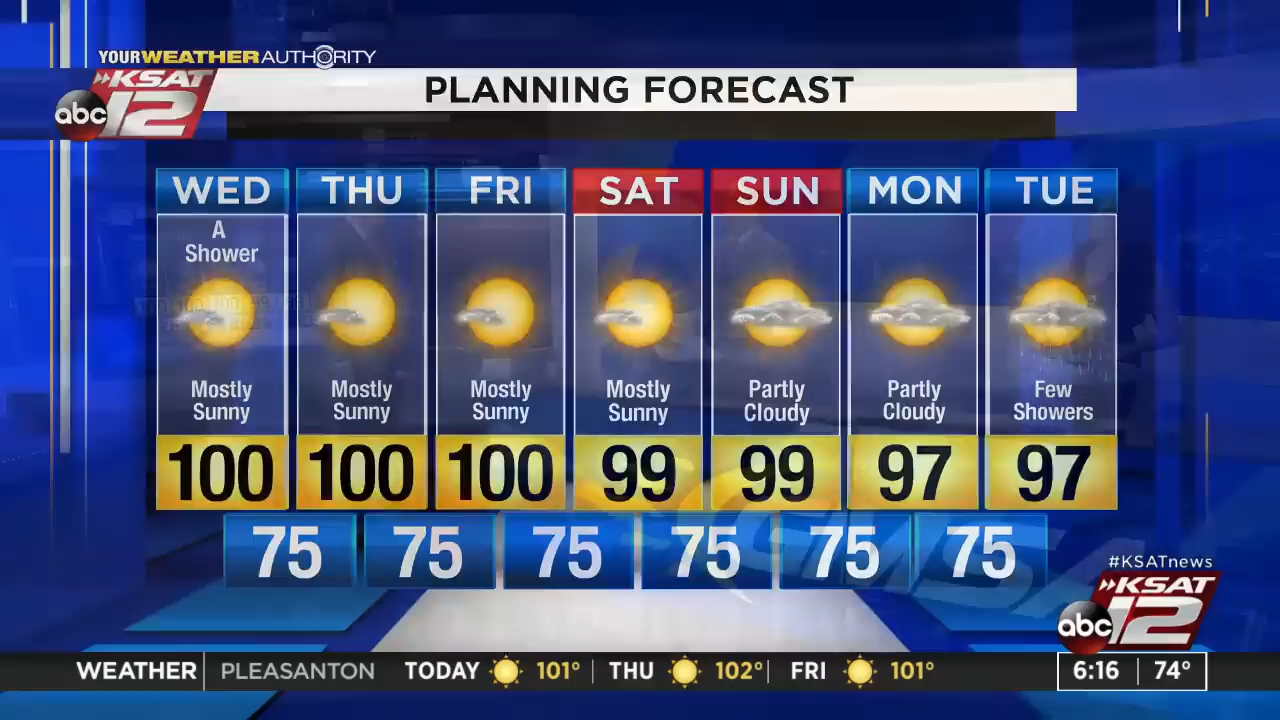 YOURWEATHERAUTHORITY
KSAT
abc 12
PLANNING FORECAST
WED THU FRI SAT SUN MON TUE
A
Shower
Mostly Mostly Mostly Mostly Partly Partly Few
Sunny Sunny Sunny Sunny Cloudy Cloudy Showers
100 100 100 99 99 97 97
75 75 75 75 75 75
GMSA
#KSATnews
KSAT
abc 12
WEATHER PLEASANTON TODAY 101° THU 102° FRI 101° 6:16 74°